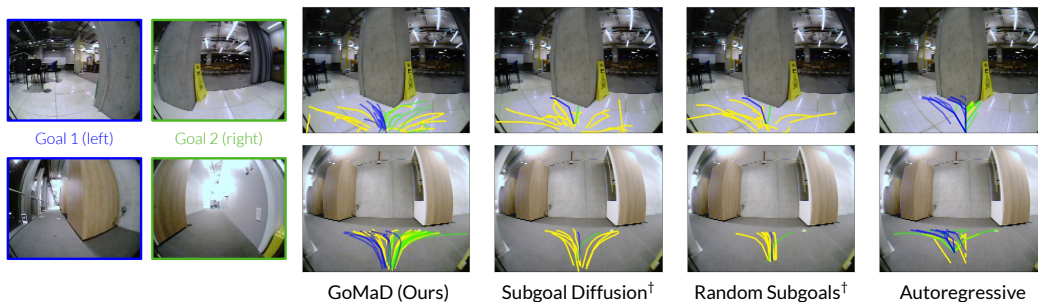 Goal 1 (left)
Goal 2 (right)
GoMaD (Ours)
Subgoal Diffusion†
Random Subgoals†
Autoregressive